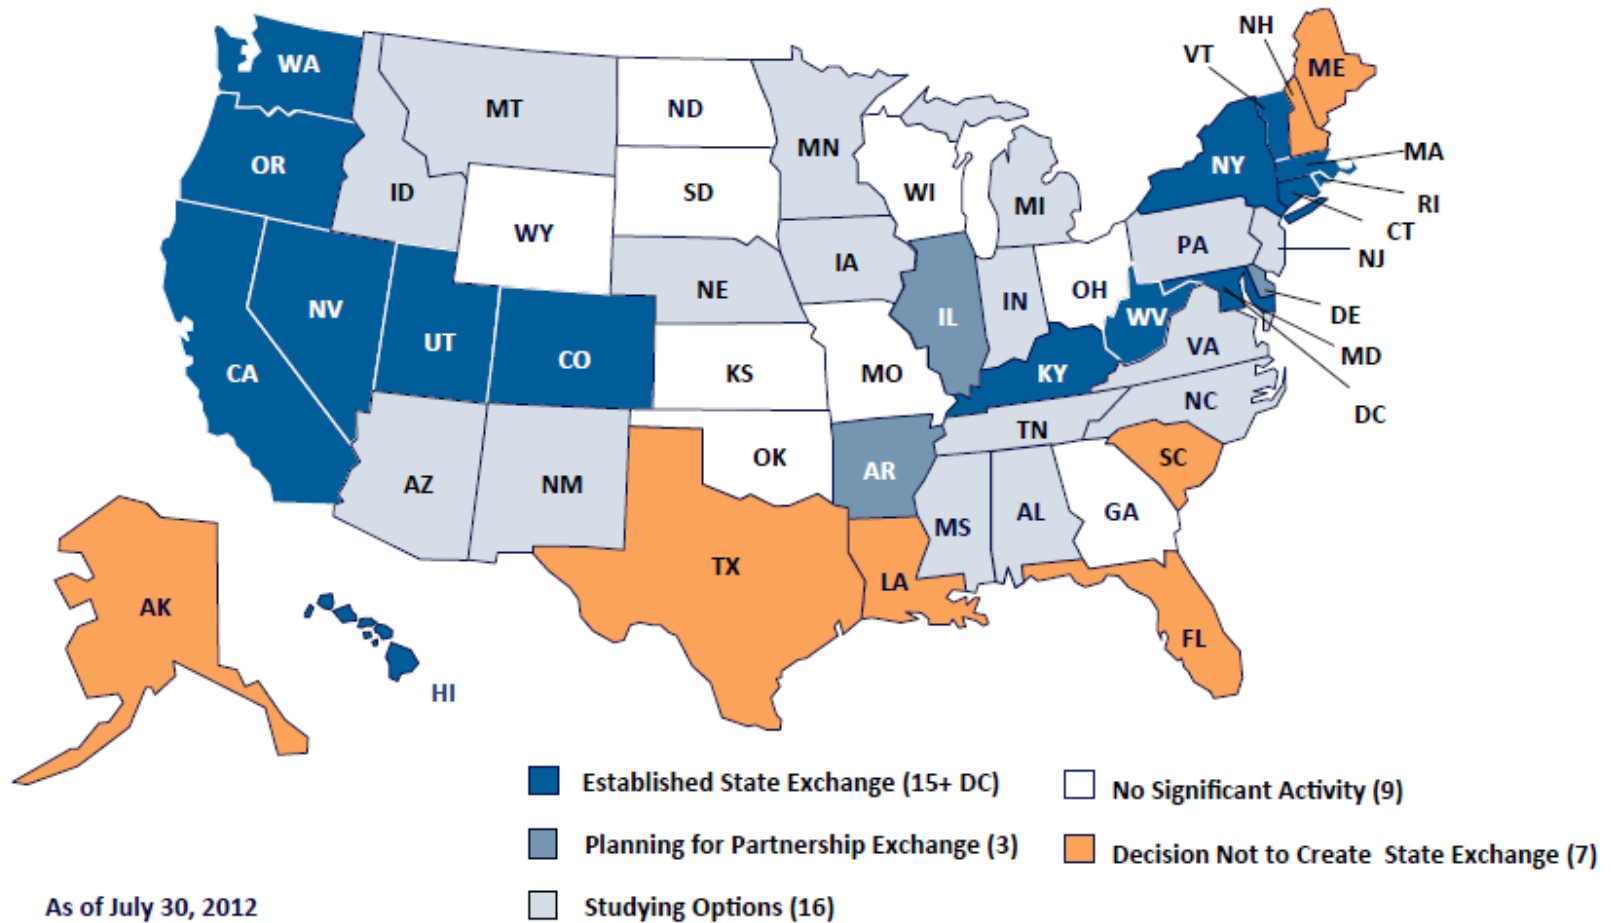 NH
VT
ME
WA
MT
ND
MN
OR
ID
SD
WI
MI
NY
MA
RI
CT
NJ
WY
PA
IA
NE
NV
UT
CO
CA
IL
IN
OH
WV
DE
MD
DC
VA
KS
MO
KY
NC
TN
OK
AR
SC
AZ
NM
MS
AL
GA
TX
LA
FL
AK
HI
Established State Exchange (15+ DC)
No Significant Activity (9)
Planning for Partnership Exchange (3)
Decision Not to Create State Exchange (7)
Studying Options (16)
As of July 30, 2012